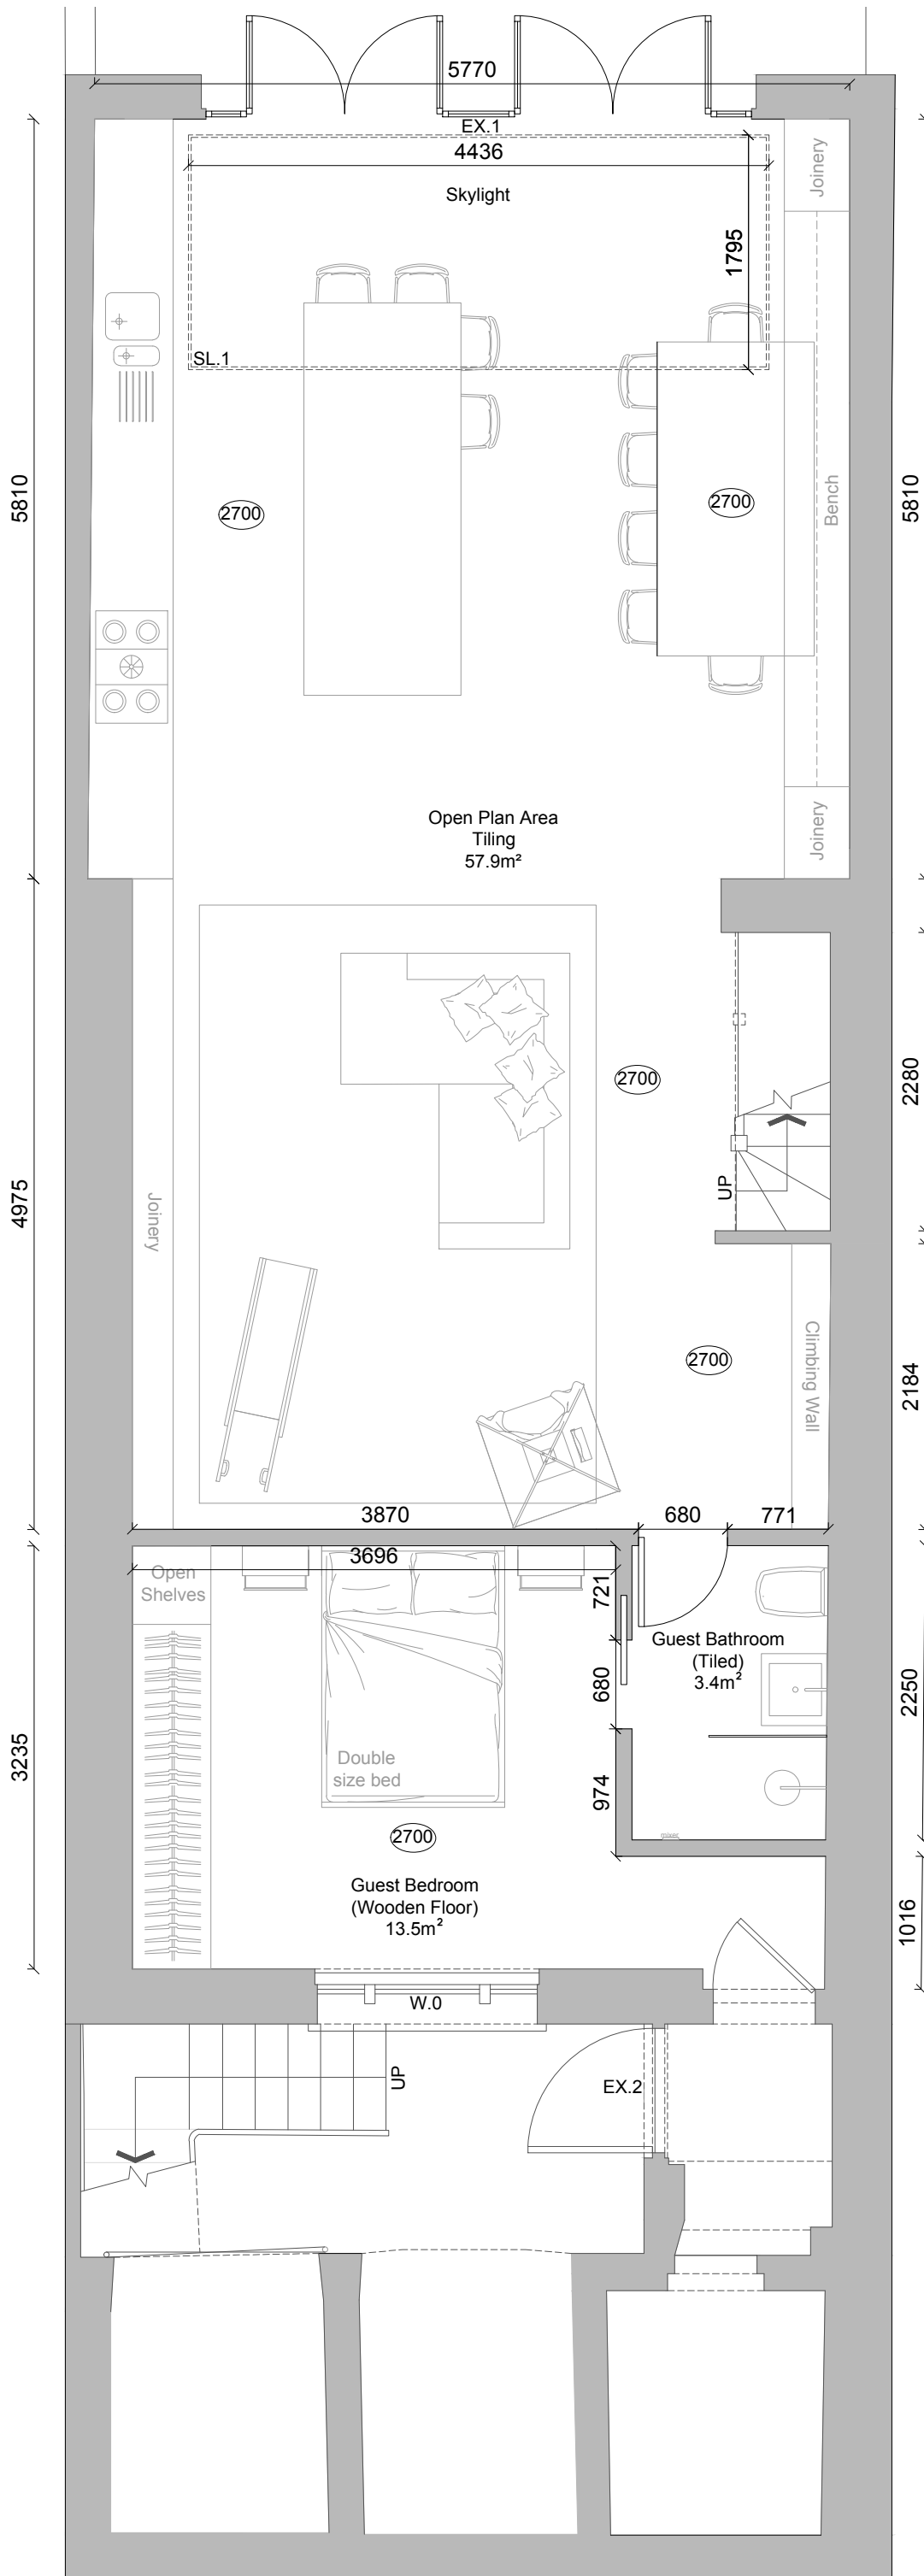 5770
EX.1
4436
Skylight
1795
SL.1
Joinery
5810
5810
2700
2700
Bench
Open Plan Area
Tiling
57.9m²
Joinery
2700
2280
UP
4975
Joinery
2700
Climbing Wall
2184
3870
680
771
3696
Open
Shelves
721
Guest Bathroom
(Tiled)
3.4m²
680
2250
3235
Double
size bed
974
2700
Guest Bedroom
(Wooden Floor)
13.5m²
1016
W.0
UP
EX.2